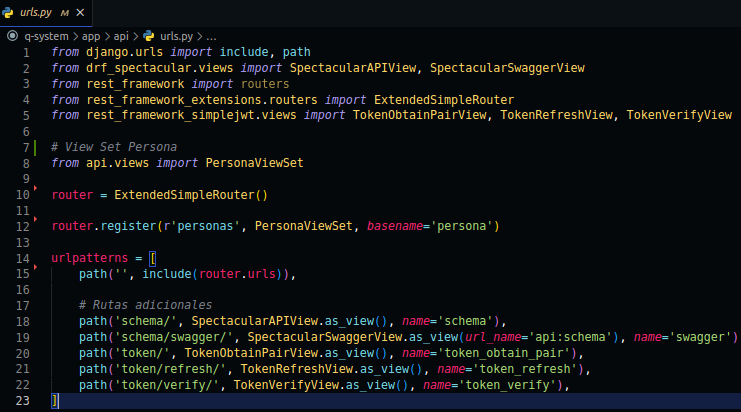 urls.py M ×
q-system > app > api > urls.py > ...
1 from django.urls import include, path
2 from drf_spectacular.views import SpectacularAPIView, SpectacularSwaggerView
3 from rest_framework import routers
4 from rest_framework_extensions.routers import ExtendedSimpleRouter
5 from rest_framework_simplejwt.views import TokenObtainPairView, TokenRefreshView, TokenVerifyView
6
7 # View Set Persona
8 from api.views import PersonaViewSet
9
10 router = ExtendedSimpleRouter()
11
12 router.register(r'personas', PersonaViewSet, basename='persona')
13
14 urlpatterns = [
15     path('', include(router.urls)),
16
17     # Rutas adicionales
18     path('schema/', SpectacularAPIView.as_view(), name='schema'),
19     path('schema/swagger/', SpectacularSwaggerView.as_view(url_name='api:schema'), name='swagger')
20     path('token/', TokenObtainPairView.as_view(), name='token_obtain_pair'),
21     path('token/refresh/', TokenRefreshView.as_view(), name='token_refresh'),
22     path('token/verify/', TokenVerifyView.as_view(), name='token_verify'),
23 ]